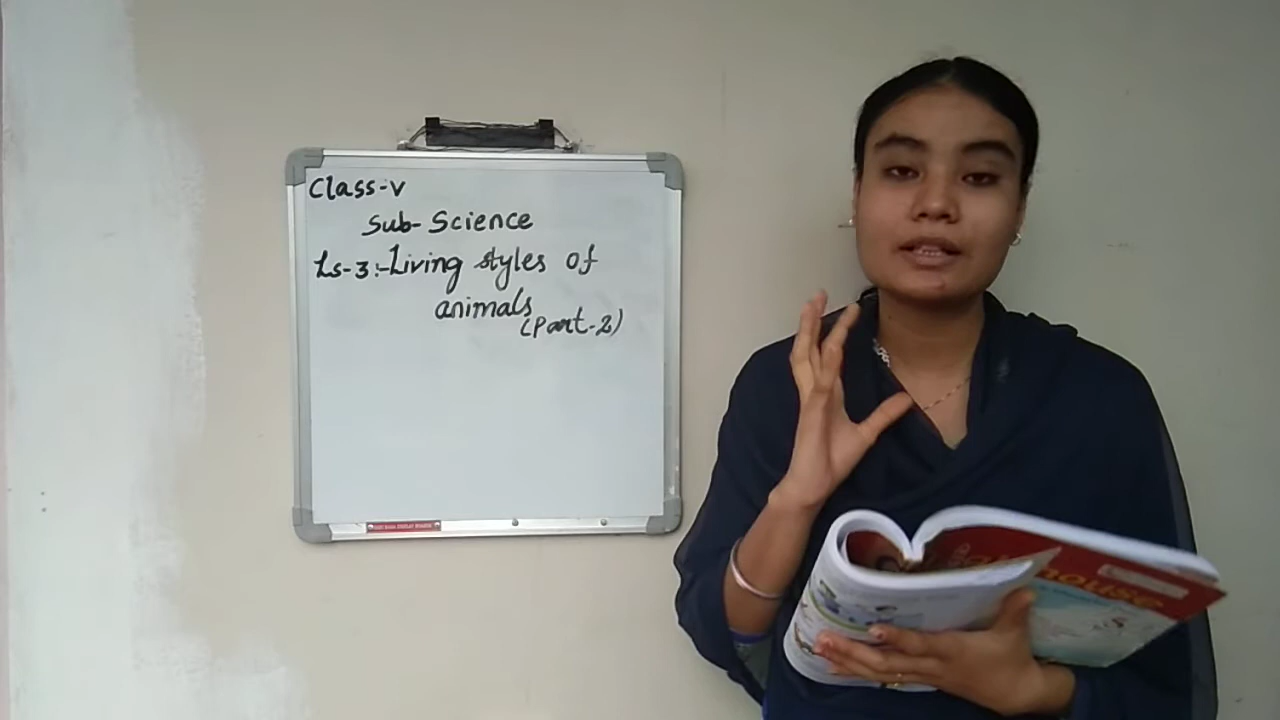 Class-V
Sub- Science
Ls-3:-Living styles of
animals
(Part-2)